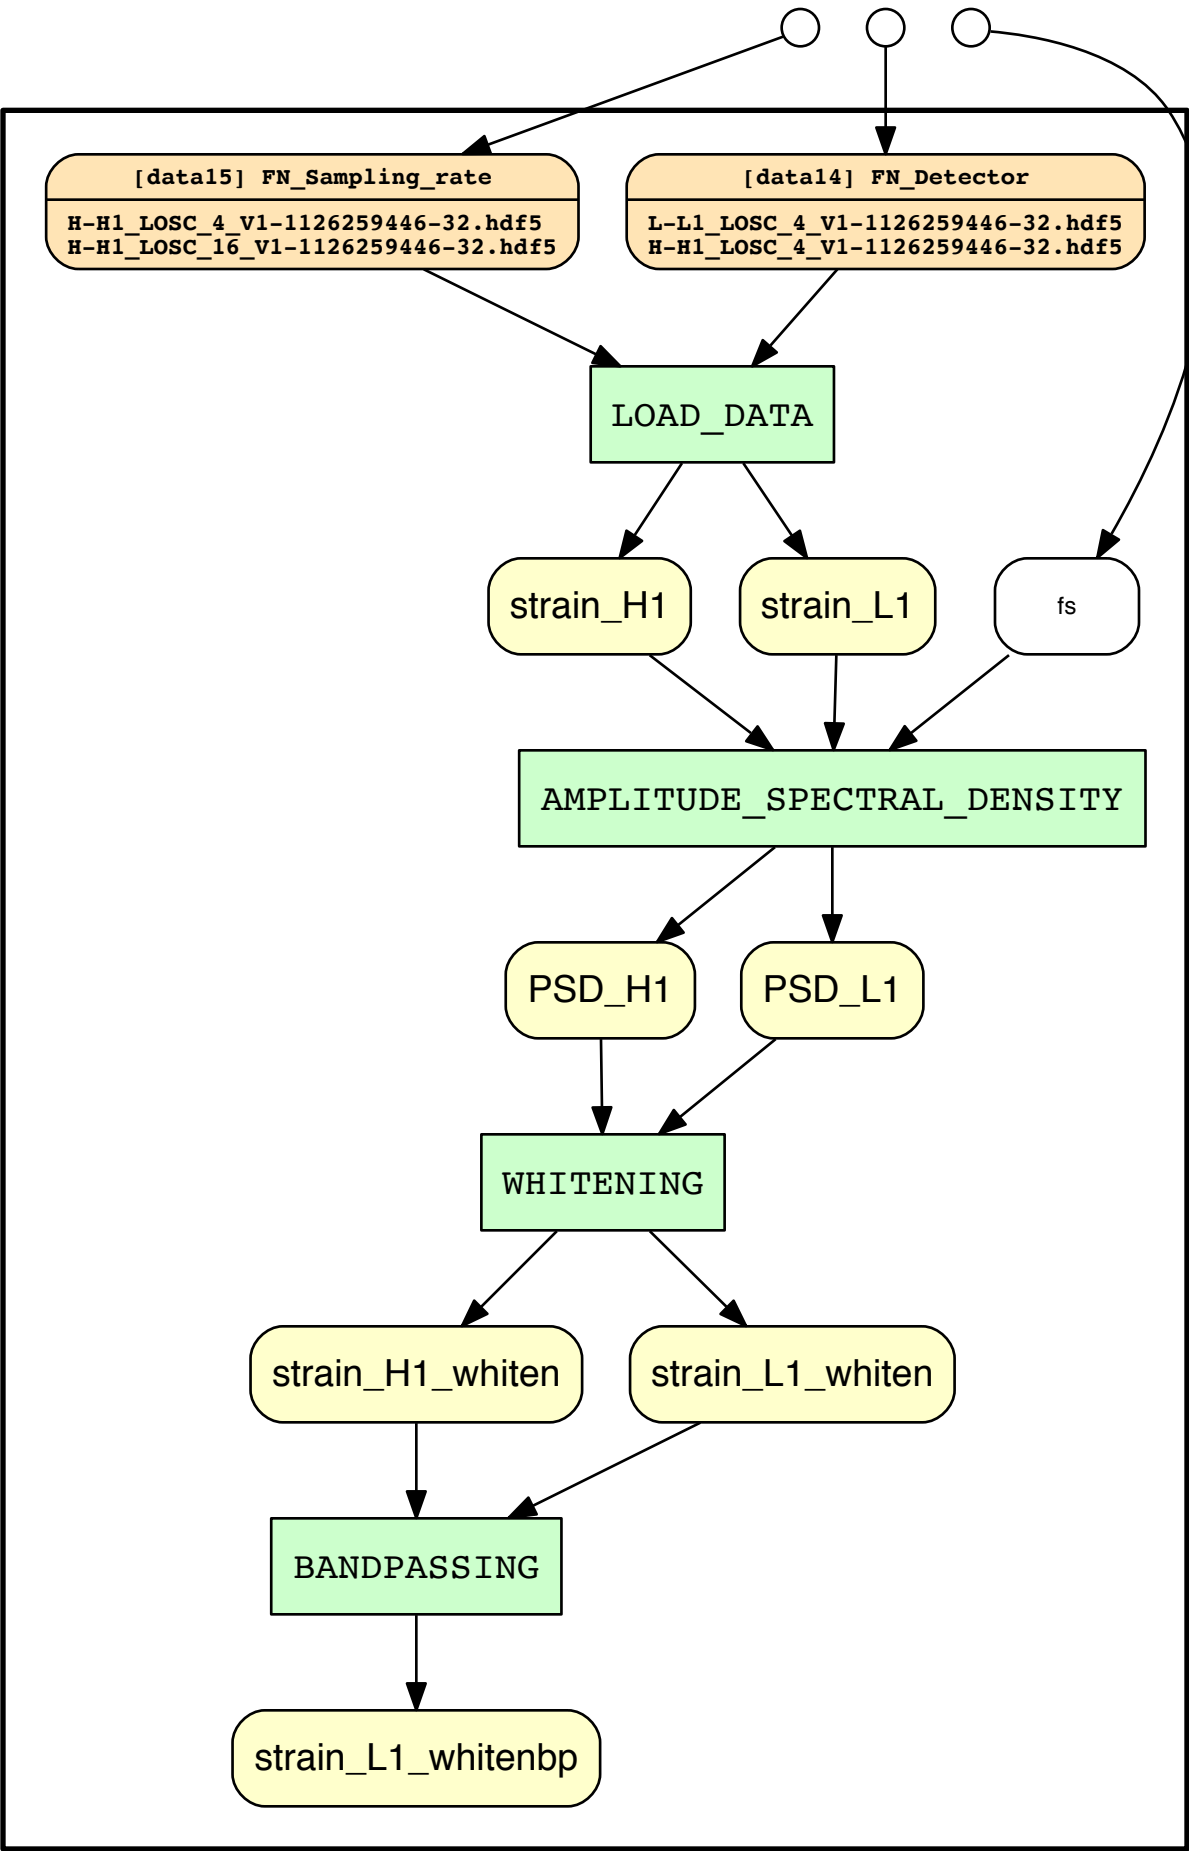 [data15] FN_Sampling_rate
H-H1_LOSC_4_V1-1126259446-32.hdf5
H-H1_LOSC_16_V1-1126259446-32.hdf5
[data14] FN_Detector
L-L1_LOSC_4_V1-1126259446-32.hdf5
H-H1_LOSC_4_V1-1126259446-32.hdf5
LOAD_DATA
strain_H1
strain_L1
fs
AMPLITUDE_SPECTRAL_DENSITY
PSD_H1
PSD_L1
WHITENING
strain_H1_whiten
strain_L1_whiten
BANDPASSING
strain_L1_whitenbp